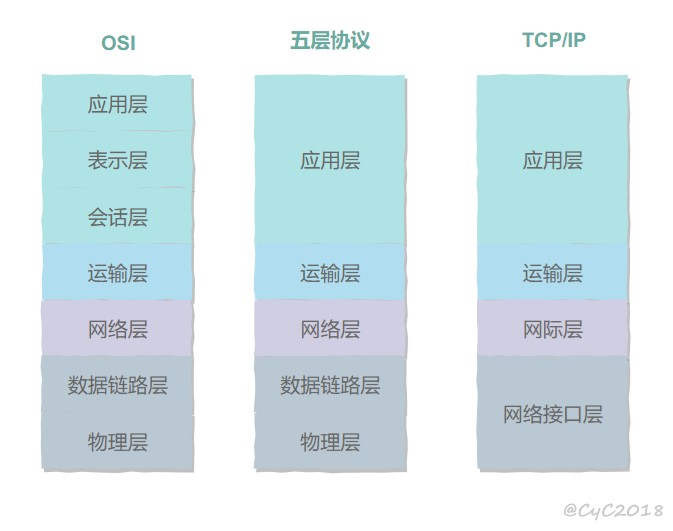 OSI
应用层
表示层
会话层
运输层
网络层
数据链路层
物理层
五层协议
应用层
运输层
网络层
数据链路层
物理层
TCP/IP
应用层
运输层
网际层
网络接口层
@CyC2018